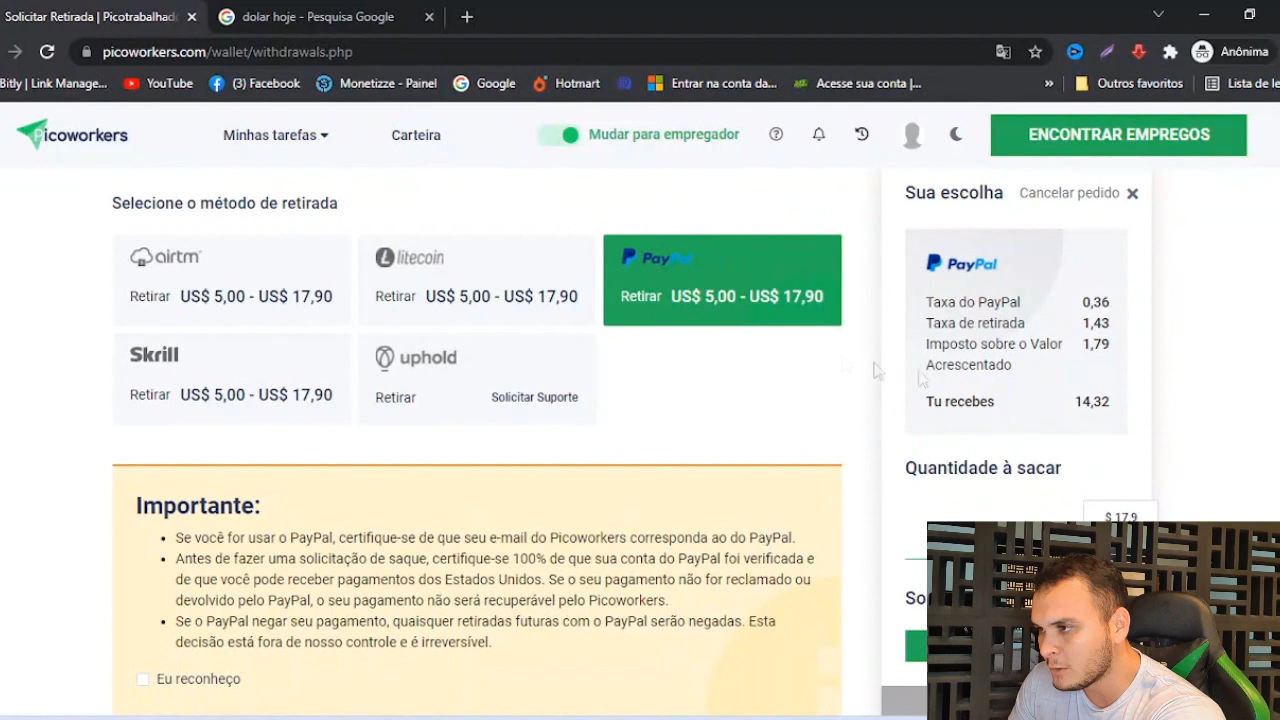 Solicitar Retirada | Picotrabalhad
dolar hoje - Pesquisa Google
picoworkers.com/wallet/withdrawals.php
Anônima
Bitly | Link Manage...
YouTube
(3) Facebook
Monetizze - Painel
Google
Hotmart
Entrar na conta da...
Acesse sua conta |...
»
Outros favoritos
Lista de le
Picoworkers
Minhas tarefas
Carteira
Mudar para empregador
ENCONTRAR EMPREGOS
Selecione o método de retirada
airtm
Retirar US$ 5,00 - US$ 17,90
litecoin
Retirar US$ 5,00 - US$ 17,90
PayPal
Retirar US$ 5,00 - US$ 17,90
Skrill
Retirar US$ 5,00 - US$ 17,90
uphold
Retirar Solicitar Suporte
Importante:
• Se você for usar o PayPal, certifique-se de que seu e-mail do Picoworkers corresponda ao do PayPal.
• Antes de fazer uma solicitação de saque, certifique-se 100% de que sua conta do PayPal foi verificada e
de que você pode receber pagamentos dos Estados Unidos. Se o seu pagamento não for reclamado ou
devolvido pelo PayPal, o seu pagamento não será recuperável pelo Picoworkers.
• Se o PayPal negar seu pagamento, quaisquer retiradas futuras com o PayPal serão negadas. Esta
decisão está fora de nosso controle e é irreversível.
Eu reconheço
Sua escolha
Cancelar pedido
PayPal
Taxa do PayPal 0,36
Taxa de retirada 1,43
Imposto sobre o Valor 1,79
Acrescentado
Tu recebes 14,32
Quantidade à sacar
$ 17.9
So